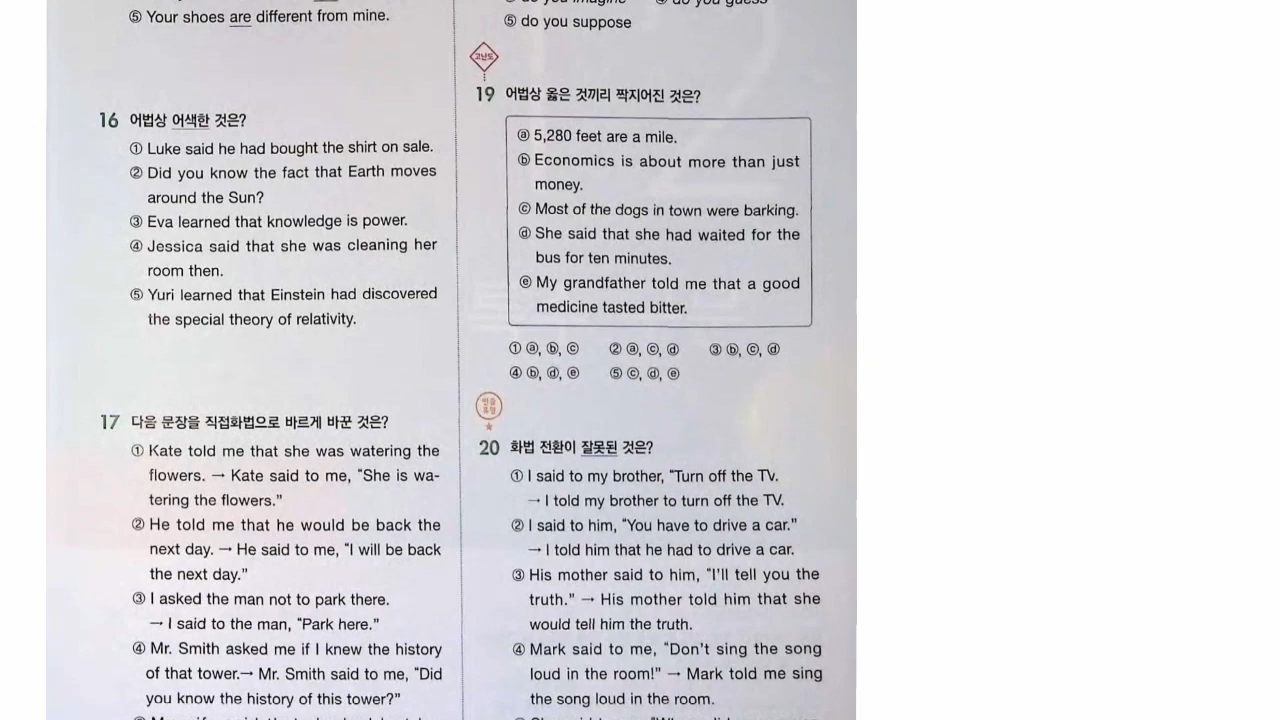 ⑤ Your shoes are different from mine.
16 어법상 어색한 것은?
① Luke said he had bought the shirt on sale.
② Did you know the fact that Earth moves
around the Sun?
③ Eva learned that knowledge is power.
④ Jessica said that she was cleaning her
room then.
⑤ Yuri learned that Einstein had discovered
the special theory of relativity.
17 다음 문장을 직접화법으로 바르게 바꾼 것은?
① Kate told me that she was watering the
flowers. → Kate said to me, “She is wa-
tering the flowers.”
② He told me that he would be back the
next day. → He said to me, “I will be back
the next day.”
③ I asked the man not to park there.
→ I said to the man, “Park here.”
④ Mr. Smith asked me if I knew the history
of that tower.→ Mr. Smith said to me, “Did
you know the history of this tower?”
⑤ do you suppose
고난도
19 어법상 옳은 것끼리 짝지어진 것은?
ⓐ 5,280 feet are a mile.
ⓑ Economics is about more than just
money.
ⓒ Most of the dogs in town were barking.
ⓓ She said that she had waited for the
bus for ten minutes.
ⓔ My grandfather told me that a good
medicine tasted bitter.
① ⓐ, ⓑ, ⓒ ② ⓐ, ⓒ, ⓓ ③ ⓑ, ⓒ, ⓓ
④ ⓑ, ⓓ, ⓔ ⑤ ⓒ, ⓓ, ⓔ
빈출
유형
20 화법 전환이 잘못된 것은?
① I said to my brother, “Turn off the TV.
→ I told my brother to turn off the TV.
② I said to him, “You have to drive a car.”
→ I told him that he had to drive a car.
③ His mother said to him, “I’ll tell you the
truth.” → His mother told him that she
would tell him the truth.
④ Mark said to me, “Don’t sing the song
loud in the room!” → Mark told me sing
the song loud in the room.